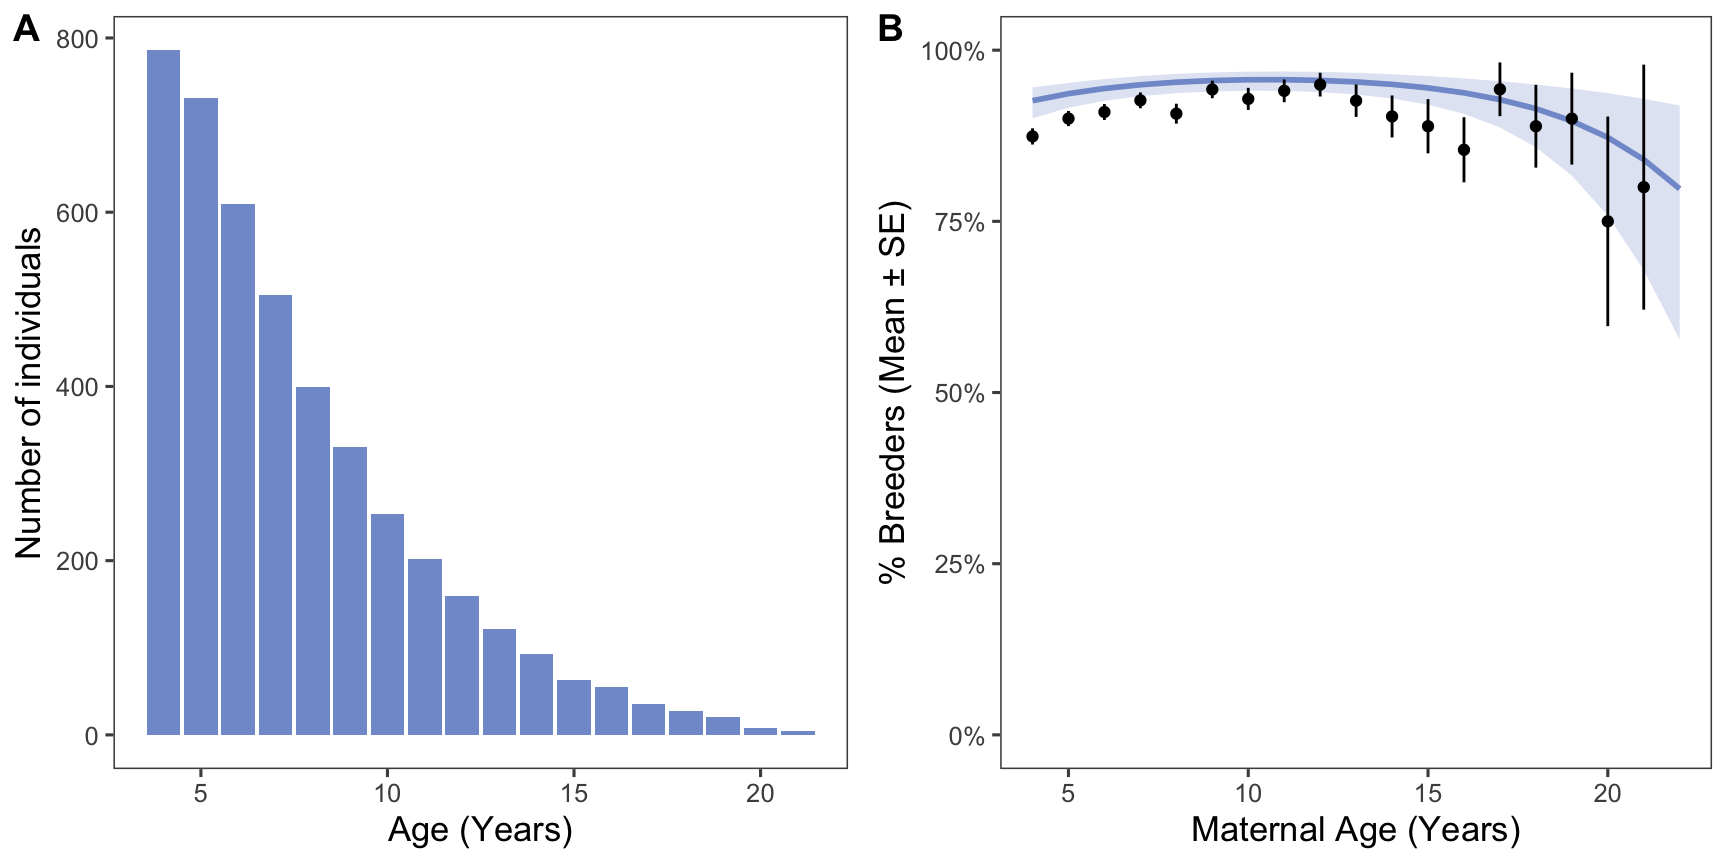 A
Number of individuals
800
600
400
200
0
5 10 15 20
Age (Years)
B
% Breeders (Mean ± SE)
100%
75%
50%
25%
0%
5 10 15 20
Maternal Age (Years)